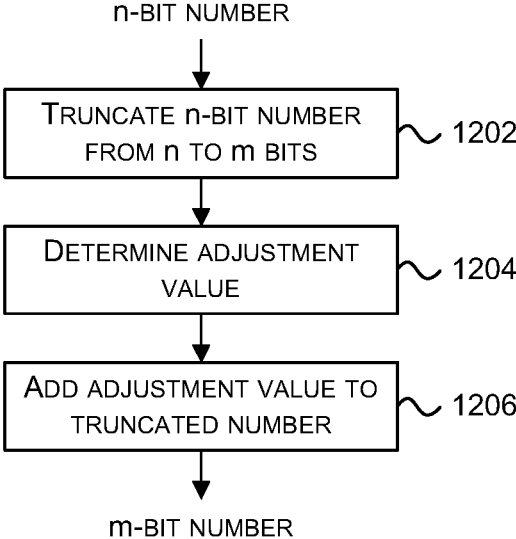 n-BIT NUMBER
TRUNCATE n-BIT NUMBER
FROM n TO m BITS
1202
DETERMINE ADJUSTMENT
VALUE
1204
ADD ADJUSTMENT VALUE TO
TRUNCATED NUMBER
1206
m-BIT NUMBER